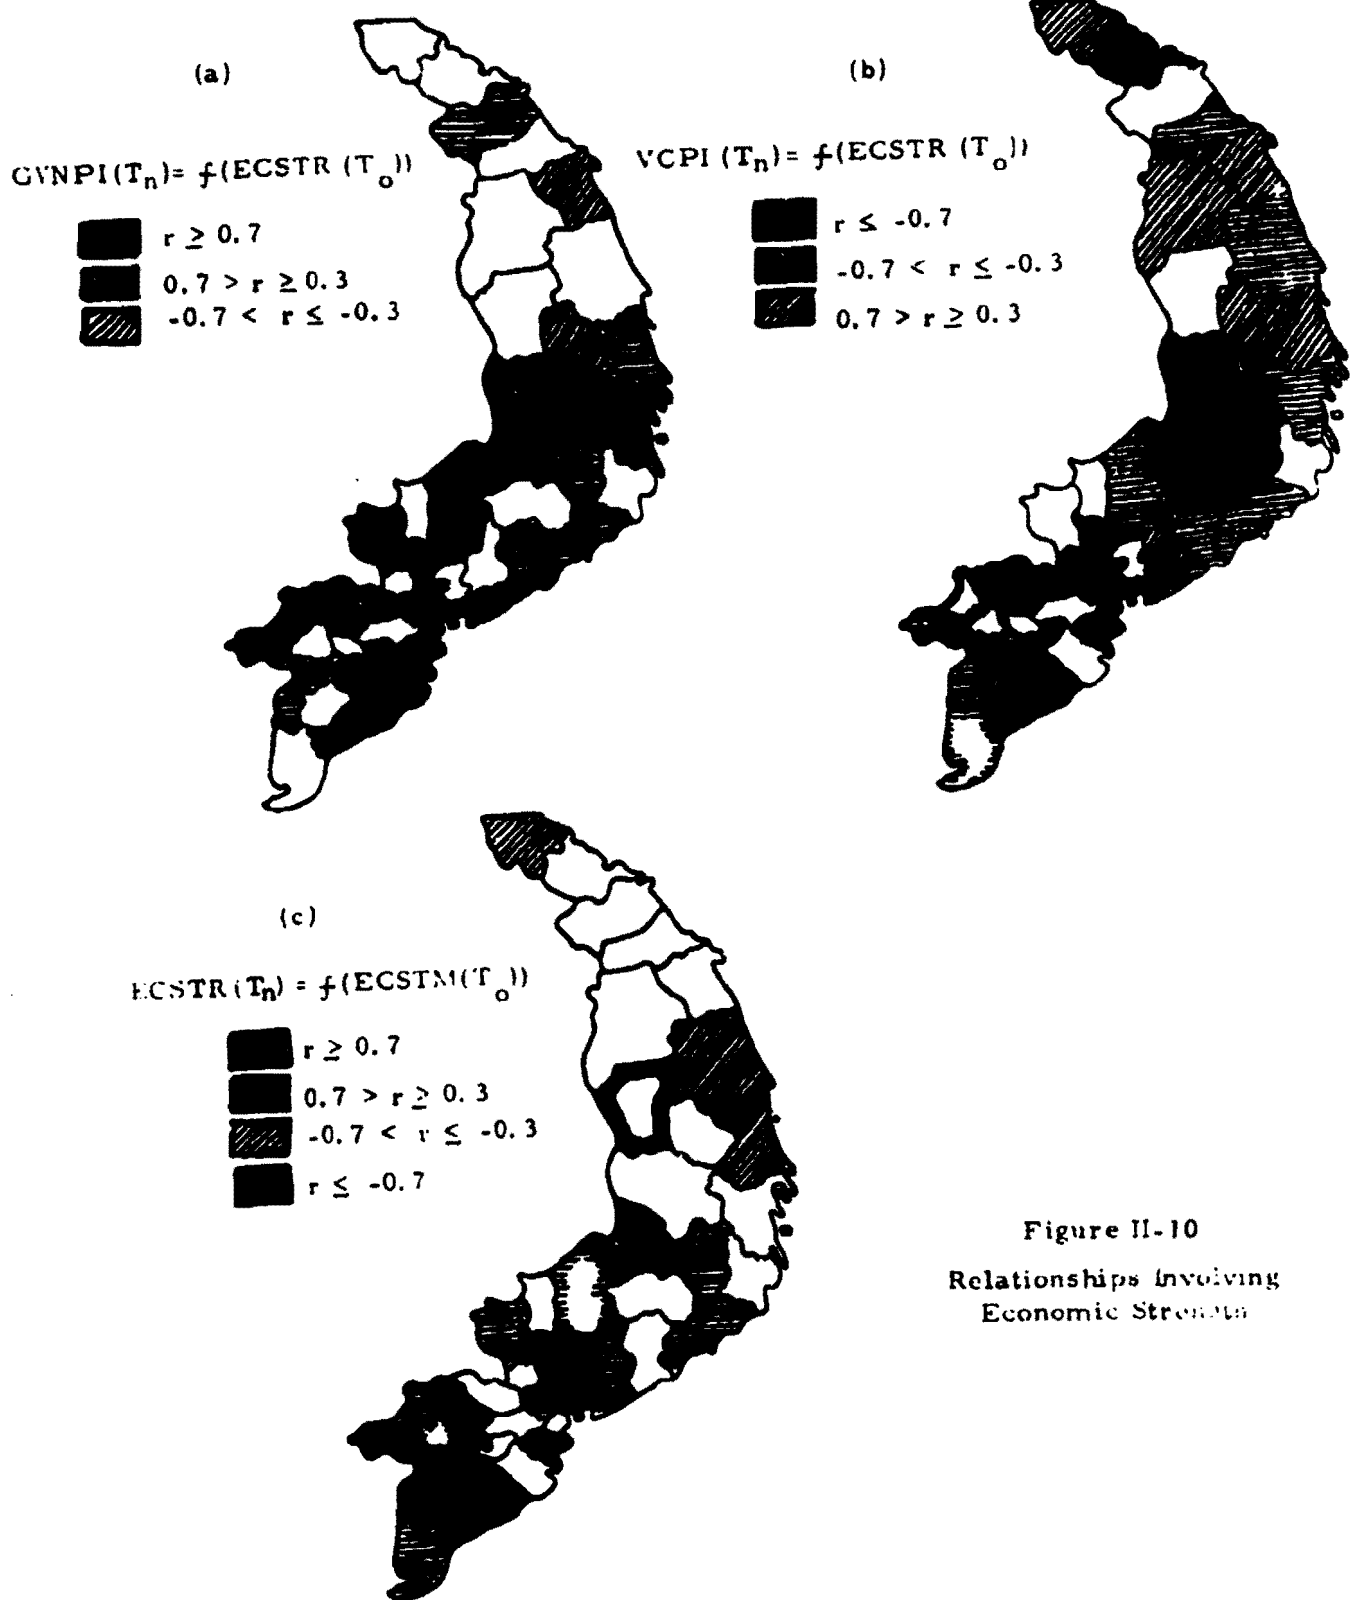 (a)
GVNPI(Tn)= f(ECSTR (To))
r ≥ 0.7
0.7 > r ≥ 0.3
-0.7 < r ≤ -0.3
(b)
VCPI (Tn)= f(ECSTR (To))
r ≤ -0.7
-0.7 < r ≤ -0.3
0.7 > r ≥ 0.3
(c)
ECSTR(Tn) = f(ECSTM(To))
r ≥ 0.7
0.7 > r ≥ 0.3
-0.7 < r ≤ -0.3
r ≤ -0.7
Figure II-10
Relationships Involving
Economic